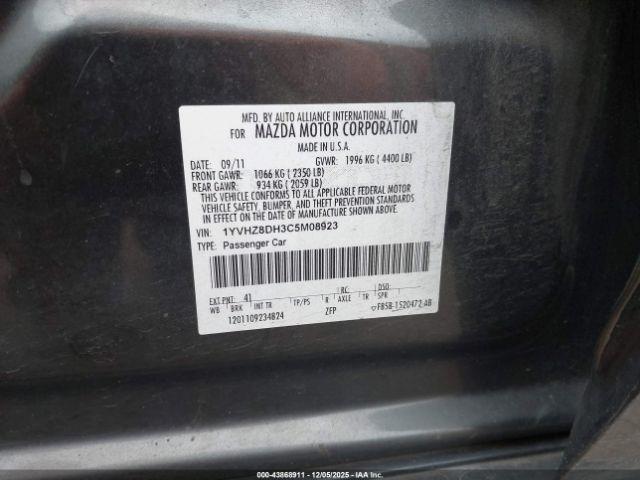 MFD. BY AUTO ALLIANCE INTERNATIONAL, INC.
FOR MAZDA MOTOR CORPORATION
MADE IN U.S.A.
DATE: 09/11 GVWR: 1996 KG ( 4400 LB)
FRONT GAWR: 1066 KG ( 2350 LB)
REAR GAWR: 934 KG ( 2059 LB)
THIS VEHICLE CONFORMS TO ALL APPLICABLE FEDERAL MOTOR
VEHICLE SAFETY, BUMPER, AND THEFT PREVENTION STANDARDS
IN EFFECT ON THE DATE OF MANUFACTURE SHOWN ABOVE.
VIN: 1YVHZ8DH3C5M08923
TYPE: Passenger Car
EXT PNT: 41 RC: DSO:
WB BRK INT TR TP/PS R AXLE TR SPR
1201109234824 ZFP F85B-1520472-AB
000-43868911 - 12/05/2025 - IAA Inc.